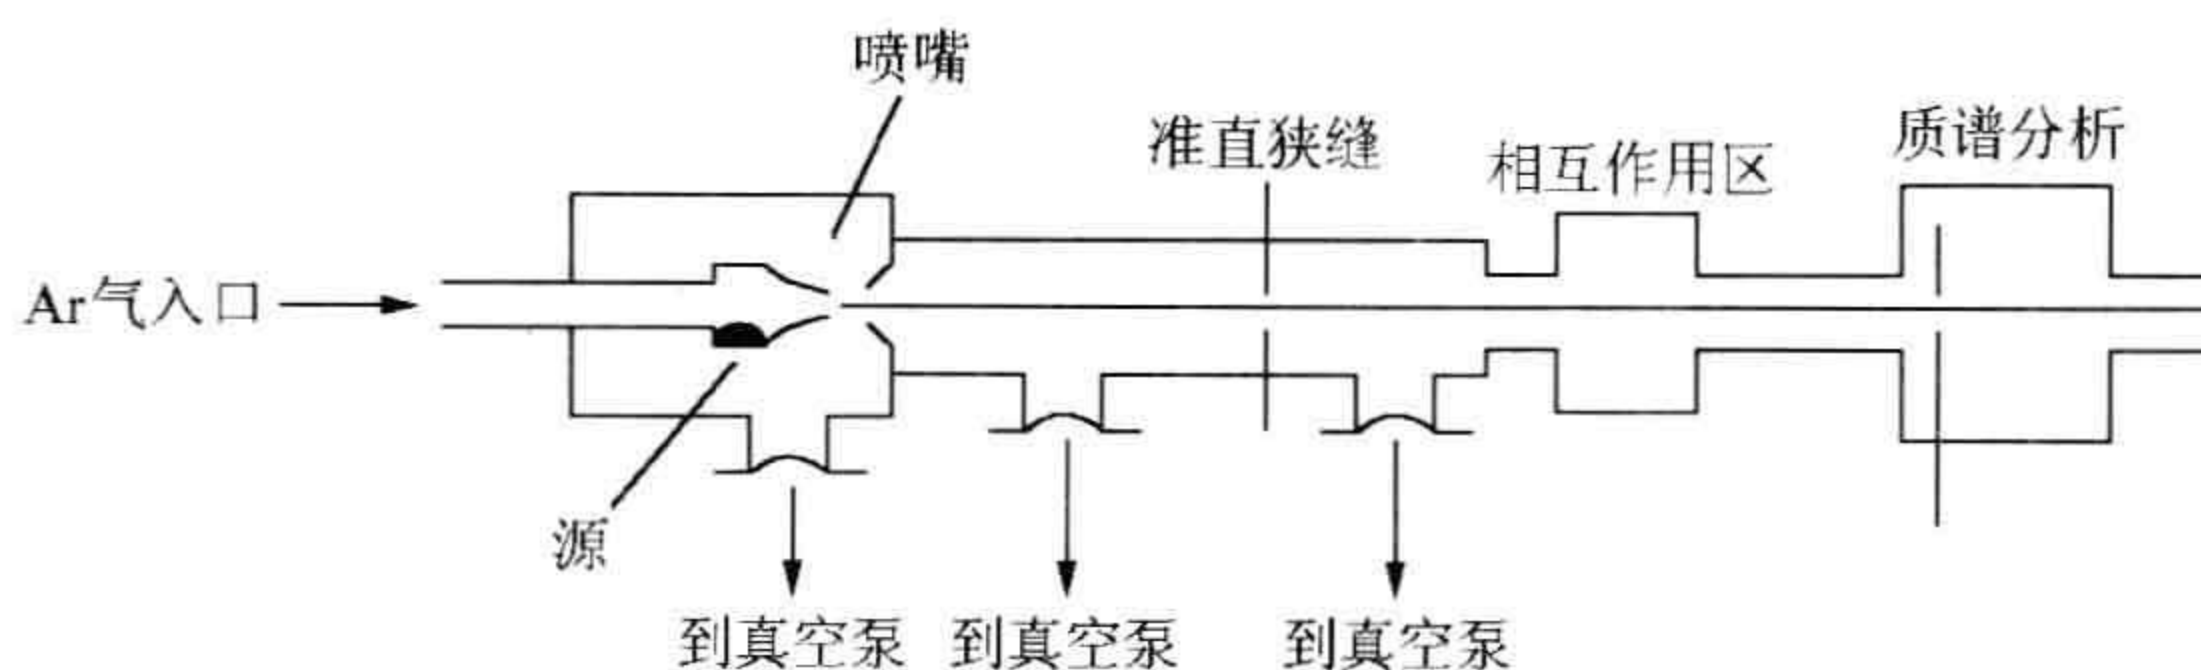 喷嘴
准直狭缝
相互作用区
质谱分析
Ar气入口
源
到真空泵
到真空泵
到真空泵